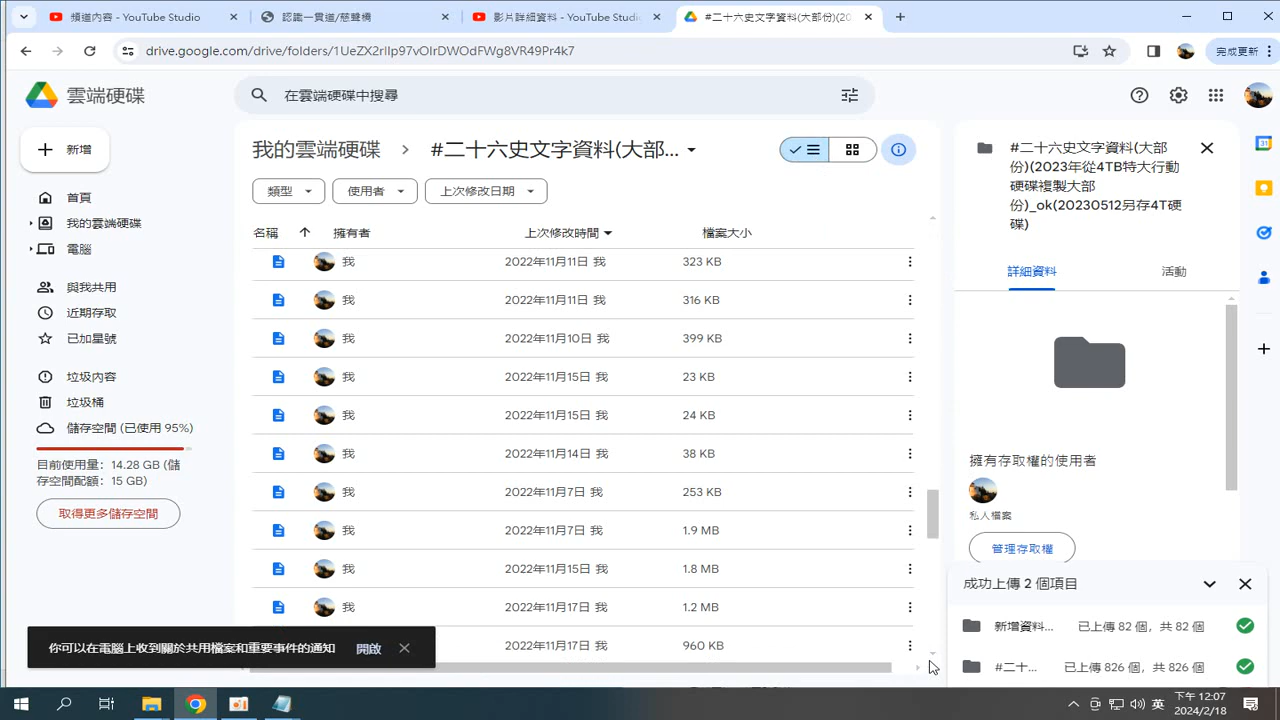 頻道內容 - YouTube Studio
認識一貫道/慈聲機
影片詳細資料 - YouTube Studi
#二十六史文字資料(大部份)(20
drive.google.com/drive/folders/1UeZX2rIIp97vOIrDWOdFWg8VR49Pr4k7
完成更新
雲端硬碟
在雲端硬碟中搜尋
新增
首頁
我的雲端硬碟
電腦
與我共用
近期存取
已加星號
垃圾內容
垃圾桶
儲存空間 (已使用 95%)
目前使用量: 14.28 GB (儲
存空間配額: 15 GB)
取得更多儲存空間
我的雲端硬碟 > #二十六史文字資料(大部...
類型 使用者 上次修改日期
名稱 擁有者 上次修改時間 檔案大小
我 2022年11月11日 我 323 KB
我 2022年11月11日 我 316 KB
我 2022年11月10日 我 399 KB
我 2022年11月15日 我 23 KB
我 2022年11月15日 我 24 KB
我 2022年11月14日 我 38 KB
我 2022年11月7日 我 253 KB
我 2022年11月7日 我 1.9 MB
我 2022年11月15日 我 1.8 MB
我 2022年11月17日 我 1.2 MB
我 2022年11月17日 我 960 KB
你可以在電腦上收到關於共用檔案和重要事件的通知 開啟
#二十六史文字資料(大部
份)(2023年從4TB特大行動
硬碟複製大部
份)_ok(20230512另存4T硬
碟)
詳細資料 活動
擁有存取權的使用者
私人檔案
管理存取權
成功上傳 2 個項目
新增資料... 已上傳 82 個，共 82 個
#二十... 已上傳 826 個，共 826 個
31
英
下午 12:07
2024/2/18